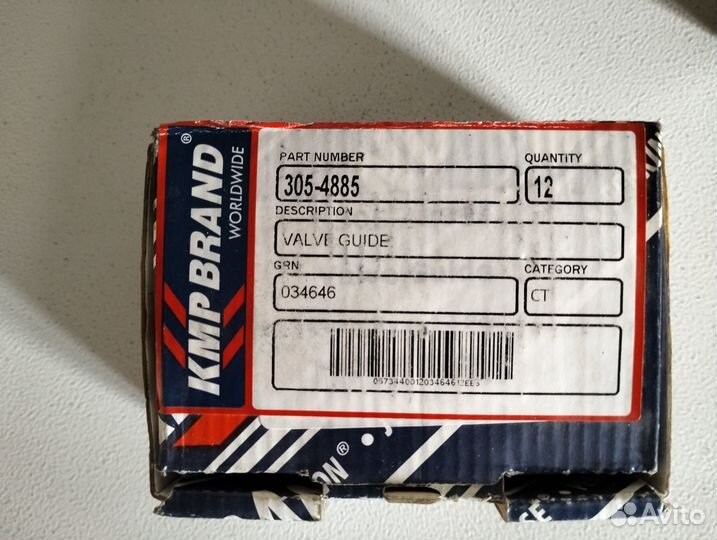 KMP BRAND®
WORLDWIDE
PART NUMBER
QUANTITY
305-4885
12
DESCRIPTION
VALVE GUIDE
GRN
CATEGORY
034646
CT
Avito